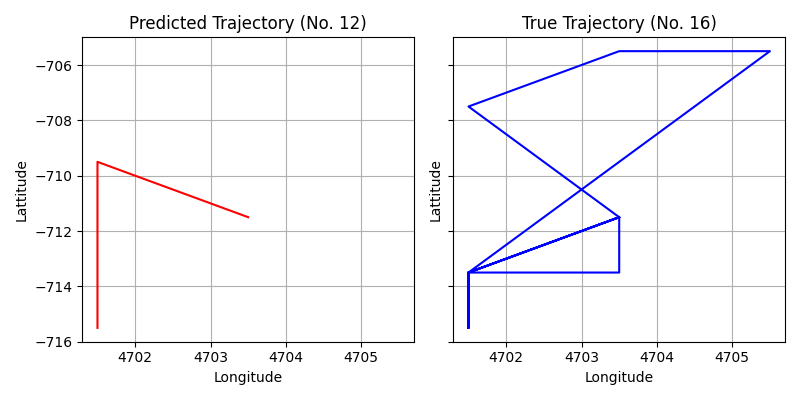 Predicted Trajectory (No. 12)
True Trajectory (No. 16)
Lattitude
−706
−708
−710
−712
−714
−716
4702
4703
4704
4705
Longitude
Lattitude
4702
4703
4704
4705
Longitude